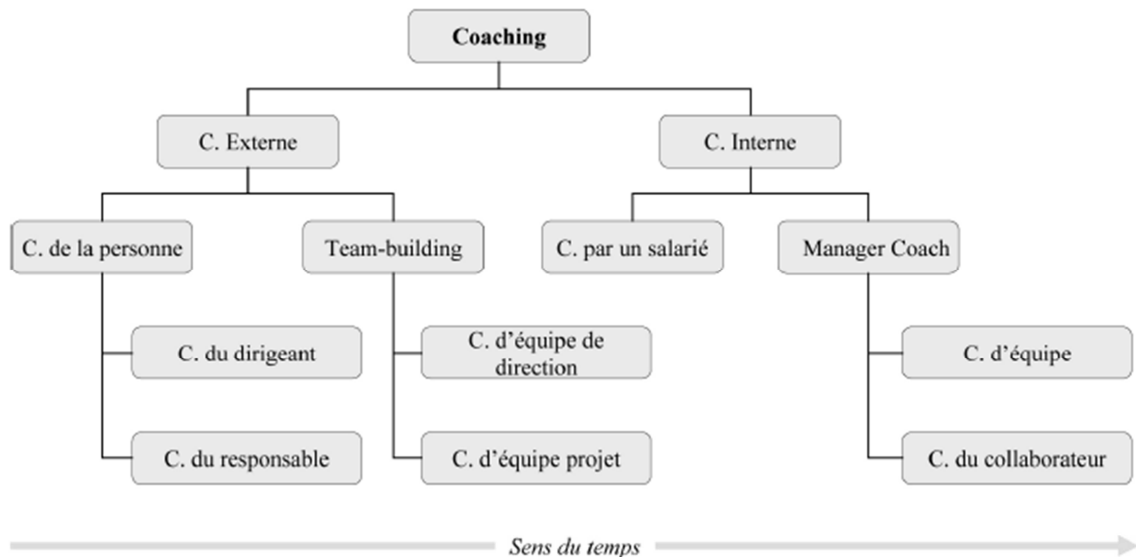 Coaching
C. Externe
C. Interne
C. de la personne
Team-building
C. par un salarié
Manager Coach
C. du dirigeant
C. d’équipe de
direction
C. d’équipe
C. du responsable
C. d’équipe projet
C. du collaborateur
Sens du temps